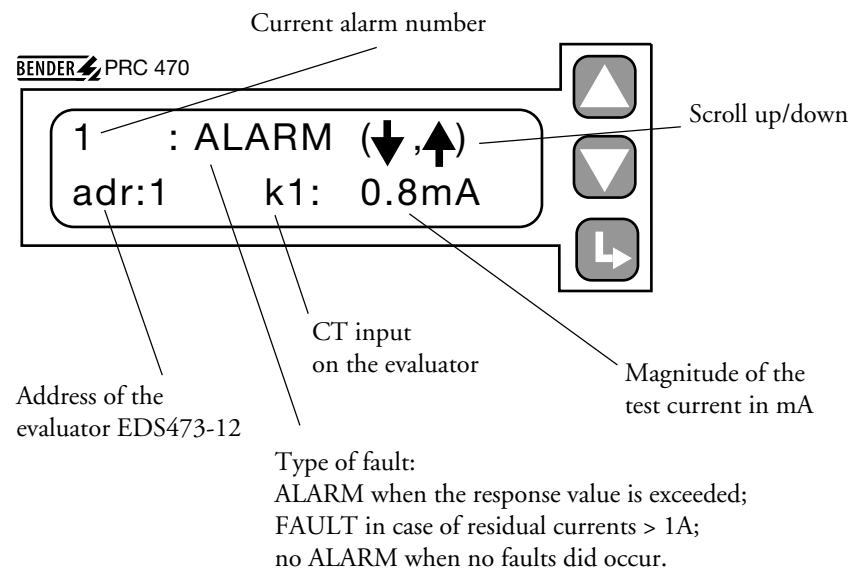 Current alarm number
BENDER PRC 470
Scroll up/down
1 : ALARM (↓,↑)
adr:1 k1: 0.8mA
CT input
on the evaluator
Magnitude of the
test current in mA
Address of the
evaluator EDS473-12
Type of fault:
ALARM when the response value is exceeded;
FAULT in case of residual currents > 1A;
no ALARM when no faults did occur.